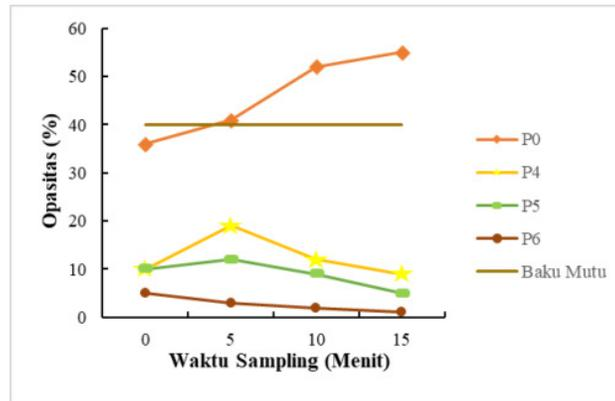 60
50
40
30
20
10
0
Opasitas (%)
0 5 10 15
Waktu Sampling (Menit)
P0
P4
P5
P6
Baku Mutu